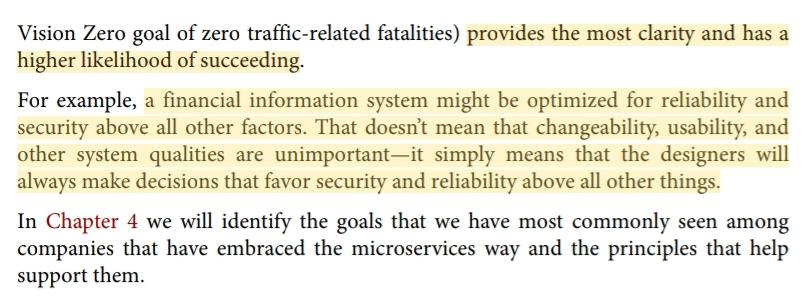 Vision Zero goal of zero traffic-related fatalities) provides the most clarity and has a
higher likelihood of succeeding.
For example, a financial information system might be optimized for reliability and
security above all other factors. That doesn’t mean that changeability, usability, and
other system qualities are unimportant—it simply means that the designers will
always make decisions that favor security and reliability above all other things.
In Chapter 4 we will identify the goals that we have most commonly seen among
companies that have embraced the microservices way and the principles that help
support them.